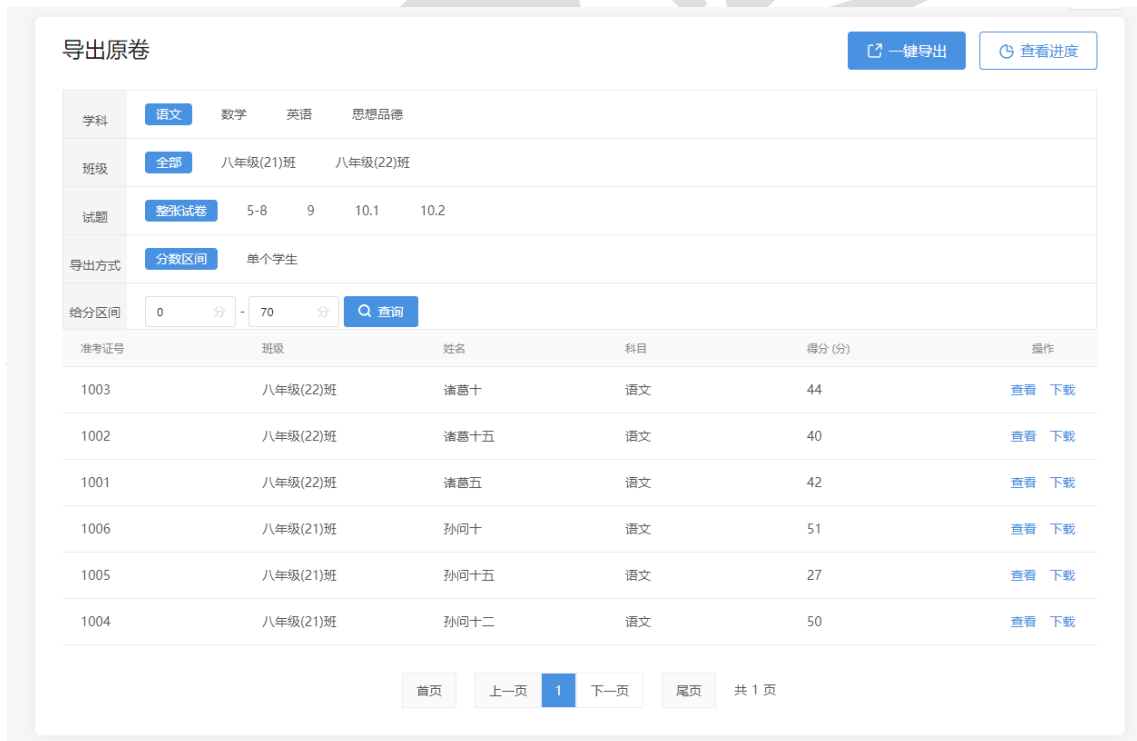 导出原卷 一键导出 查看进度
学科 语文 数学 英语 思想品德
班级 全部 八年级(21)班 八年级(22)班
试题 整张试卷 5-8 9 10.1 10.2
导出方式 分数区间 单个学生
给分区间 0 分 - 70 分 查询
准考证号 班级 姓名 科目 得分 (分) 操作
1003 八年级(22)班 诸葛十 语文 44 查看 下载
1002 八年级(22)班 诸葛十五 语文 40 查看 下载
1001 八年级(22)班 诸葛五 语文 42 查看 下载
1006 八年级(21)班 孙问十 语文 51 查看 下载
1005 八年级(21)班 孙问十五 语文 27 查看 下载
1004 八年级(21)班 孙问十二 语文 50 查看 下载
首页 上一页 1 下一页 尾页 共 1 页